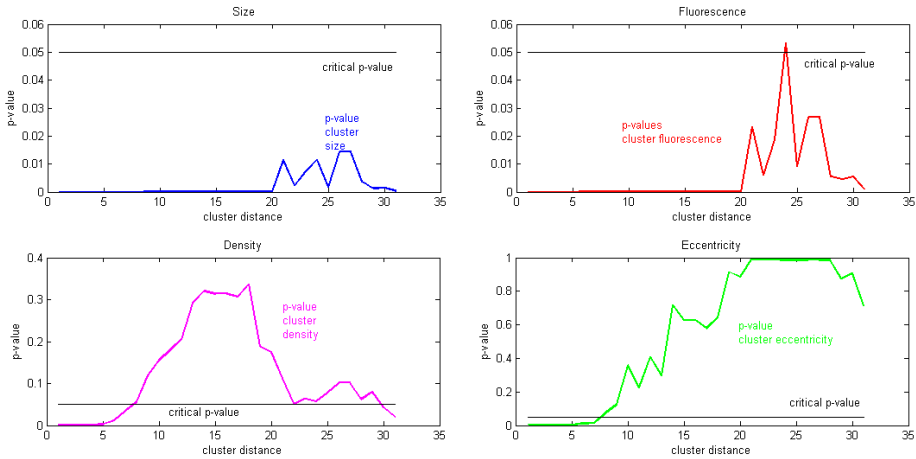 Size
0.06
0.05
0.04
0.03
0.02
0.01
0
p-value
critical p-value
p-value
cluster
size
0 5 10 15 20 25 30 35
cluster distance
Fluorescence
0.06
0.05
0.04
0.03
0.02
0.01
0
p-value
critical p-value
p-values
cluster fluorescence
0 5 10 15 20 25 30 35
cluster distance
Density
0.4
0.3
0.2
0.1
0
p-value
p-value
cluster
density
critical p-value
0 5 10 15 20 25 30 35
cluster distance
Eccentricity
1
0.8
0.6
0.4
0.2
0
p-value
p-value
cluster eccentricity
critical p-value
0 5 10 15 20 25 30 35
cluster distance